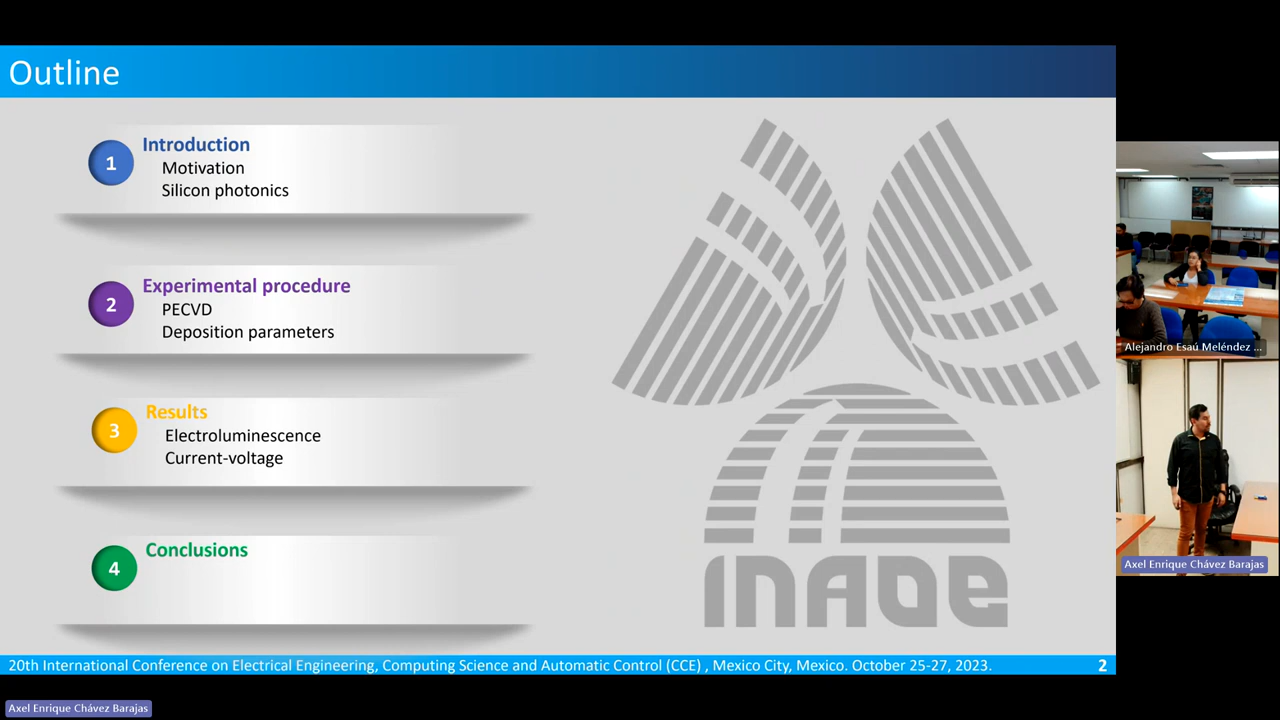 Outline
1
Introduction
Motivation
Silicon photonics
2
Experimental procedure
PECVD
Deposition parameters
3
Results
Electroluminescence
Current-voltage
4
Conclusions
INAOE
20th International Conference on Electrical Engineering, Computing Science and Automatic Control (CCE) , Mexico City, Mexico. October 25-27, 2023.
2
Alejandro Esaú Meléndez ...
Axel Enrique Chávez Barajas
Axel Enrique Chávez Barajas